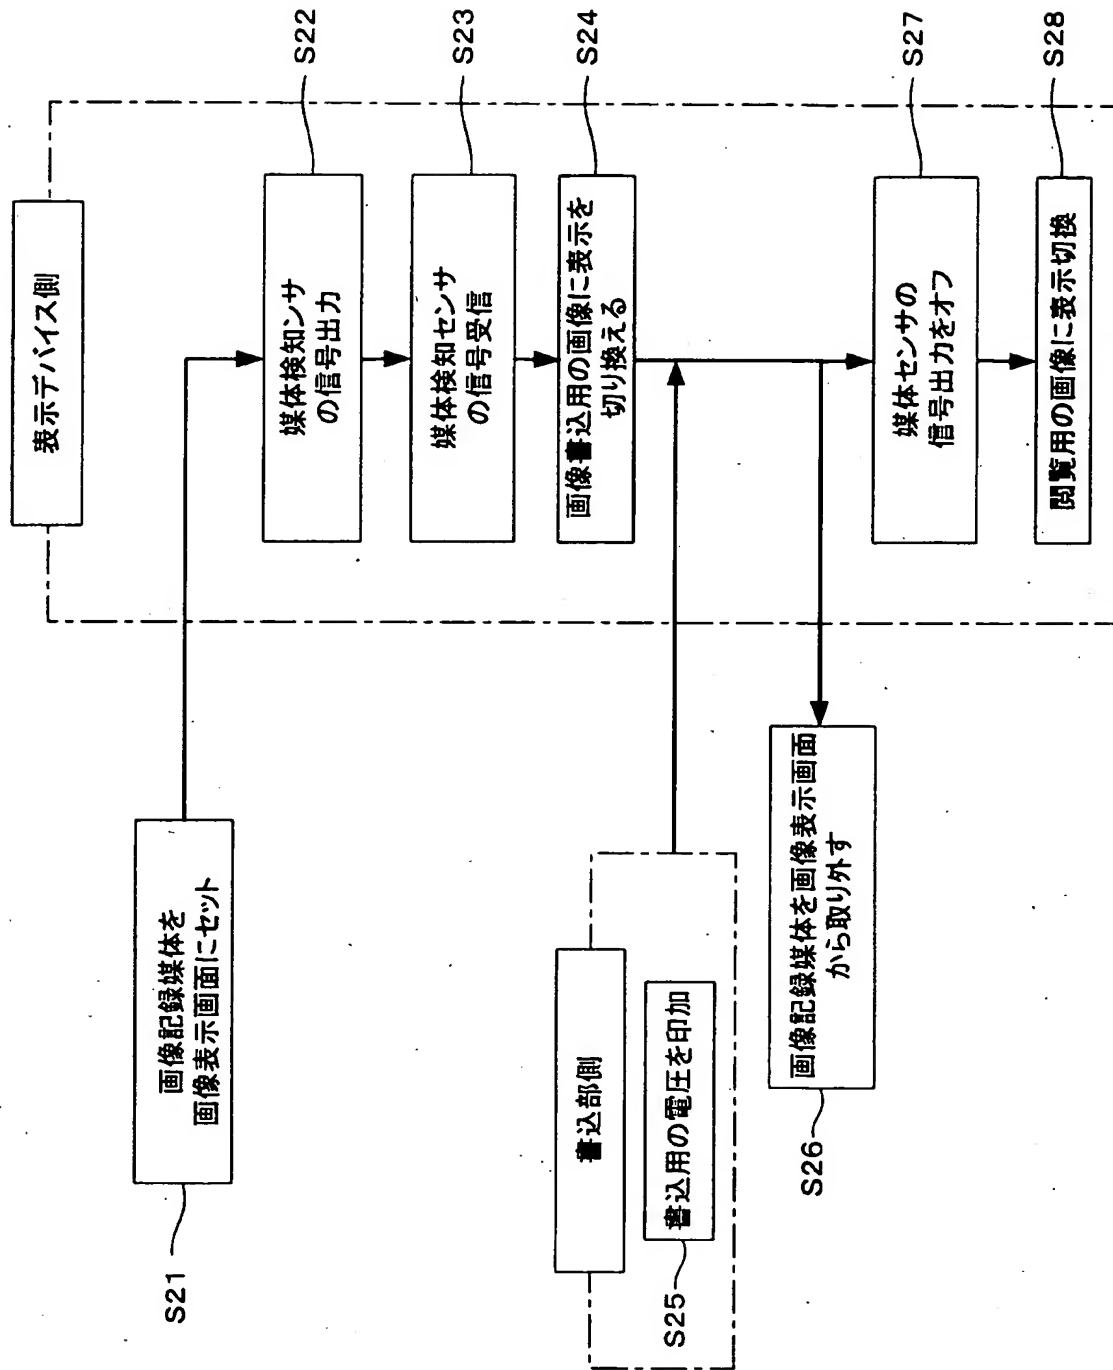 表示デバイス側
画像記録媒体を
画像表示画面にセット
S21
媒体検知ンサ
の信号出力
S22
媒体検知センサ
の信号受信
S23
画像書込用の画像に表示を
切り換える
S24
書込部側
書込用の電圧を印加
S25
画像記録媒体を画像表示画面
から取り外す
S26
媒体センサの
信号出力をオフ
S27
閲覧用の画像に表示切換
S28